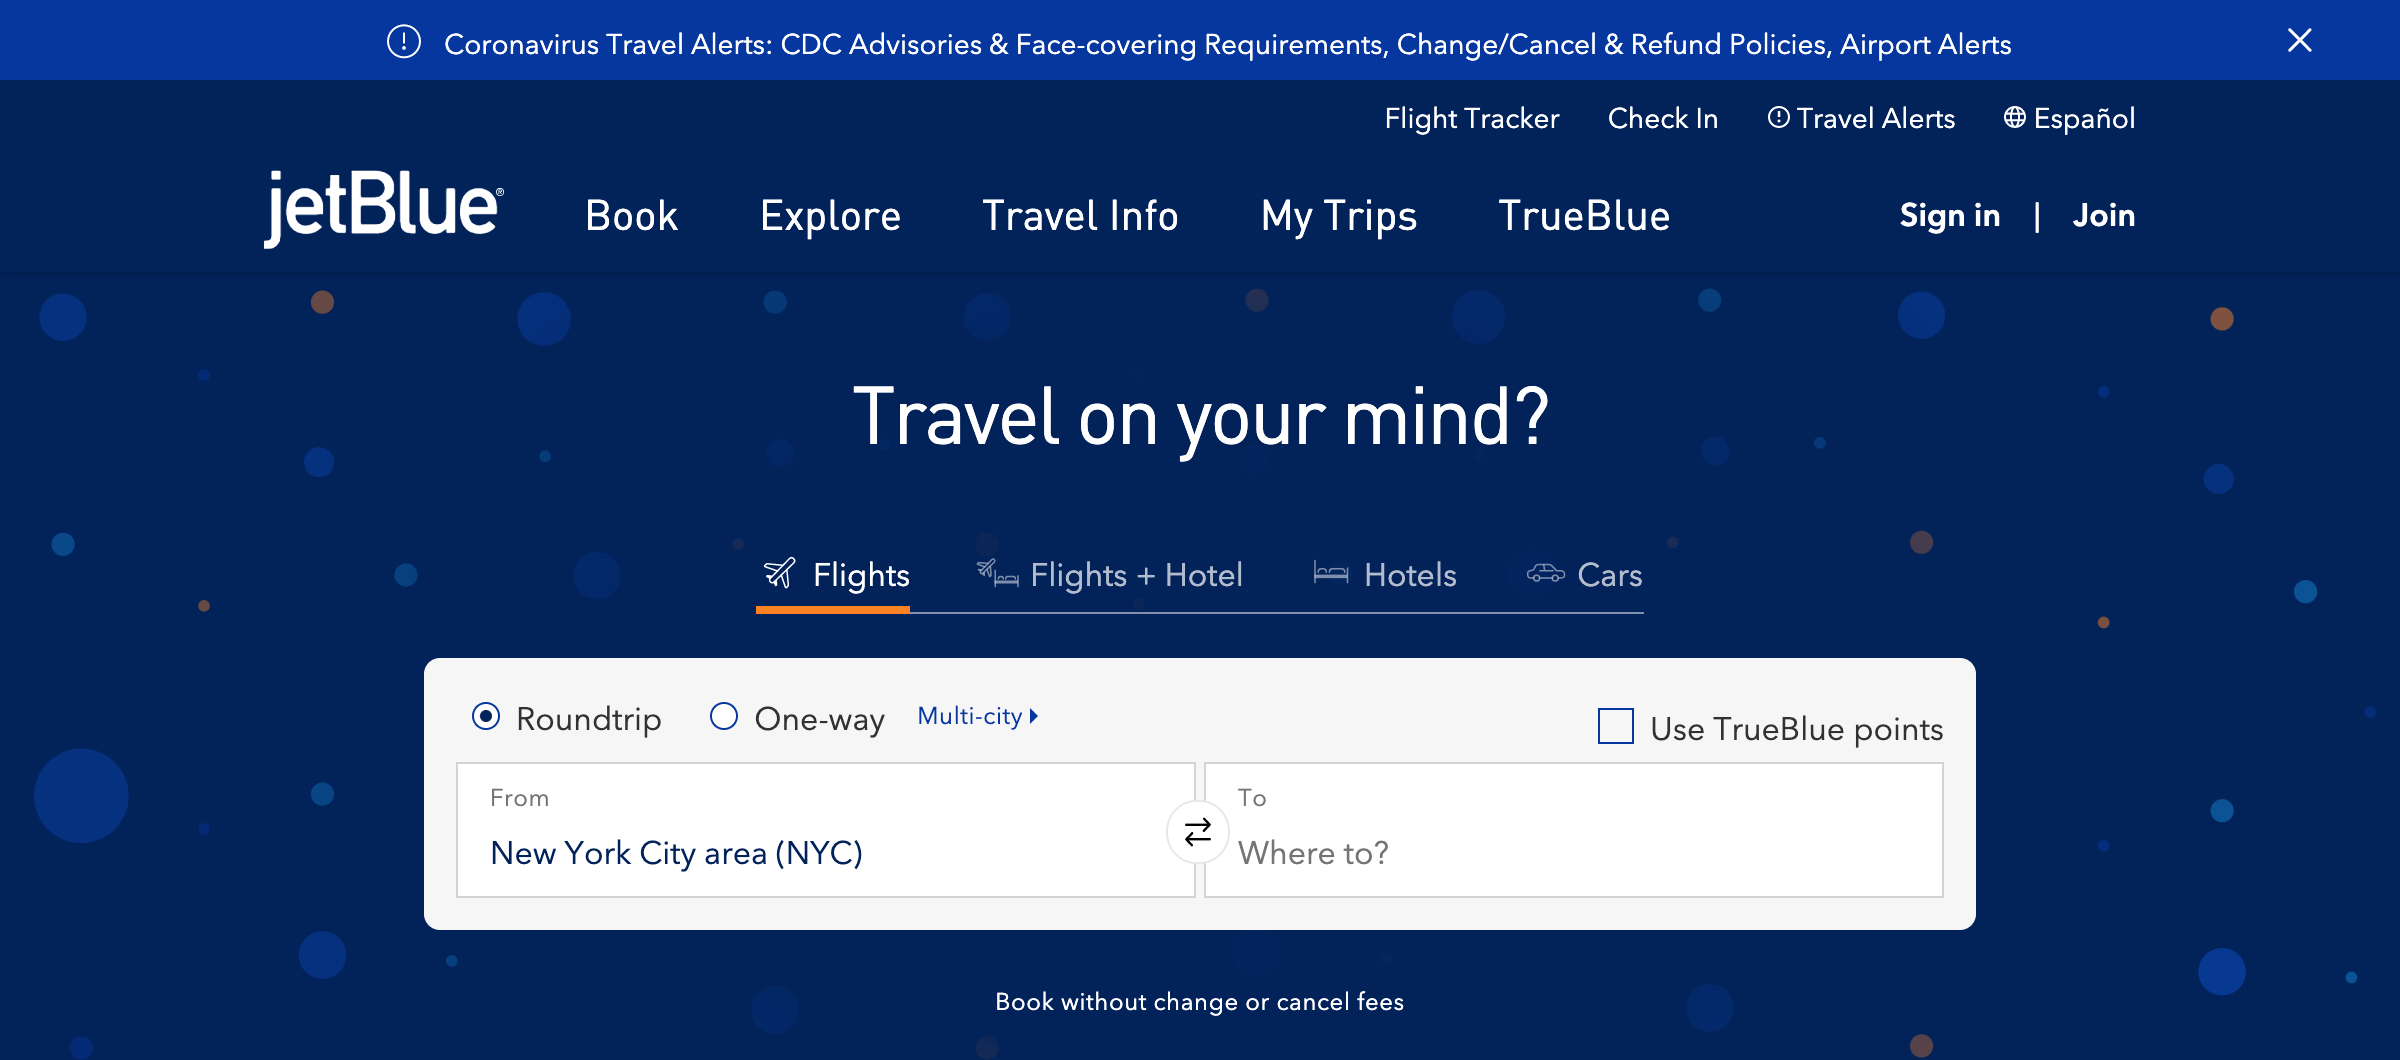 Coronavirus Travel Alerts: CDC Advisories & Face-covering Requirements, Change/Cancel & Refund Policies, Airport Alerts
Flight Tracker Check In Travel Alerts Español
jetBlue® Book Explore Travel Info My Trips TrueBlue Sign in | Join
Travel on your mind?
Flights Flights + Hotel Hotels Cars
Roundtrip One-way Multi-city Use TrueBlue points
From To
New York City area (NYC) Where to?
Book without change or cancel fees